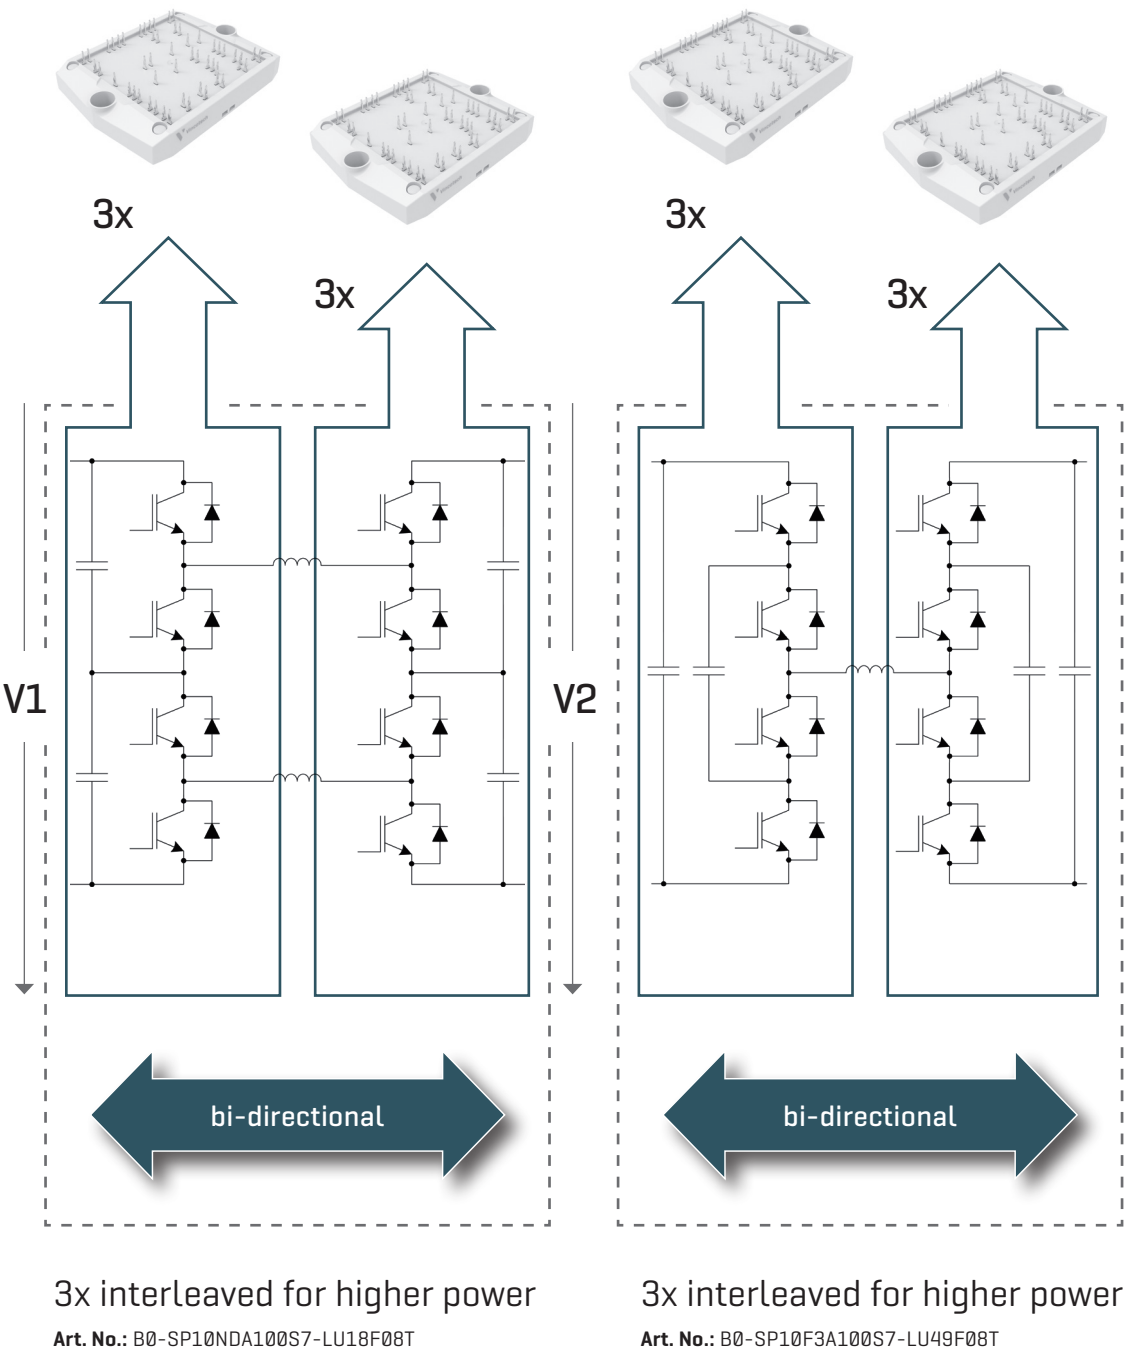 3x
3x
3x
3x
V1
V2
bi-directional
bi-directional
3x interleaved for higher power
Art. No.: B0-SP10NDA100S7-LU18F08T
3x interleaved for higher power
Art. No.: B0-SP10F3A100S7-LU49F08T